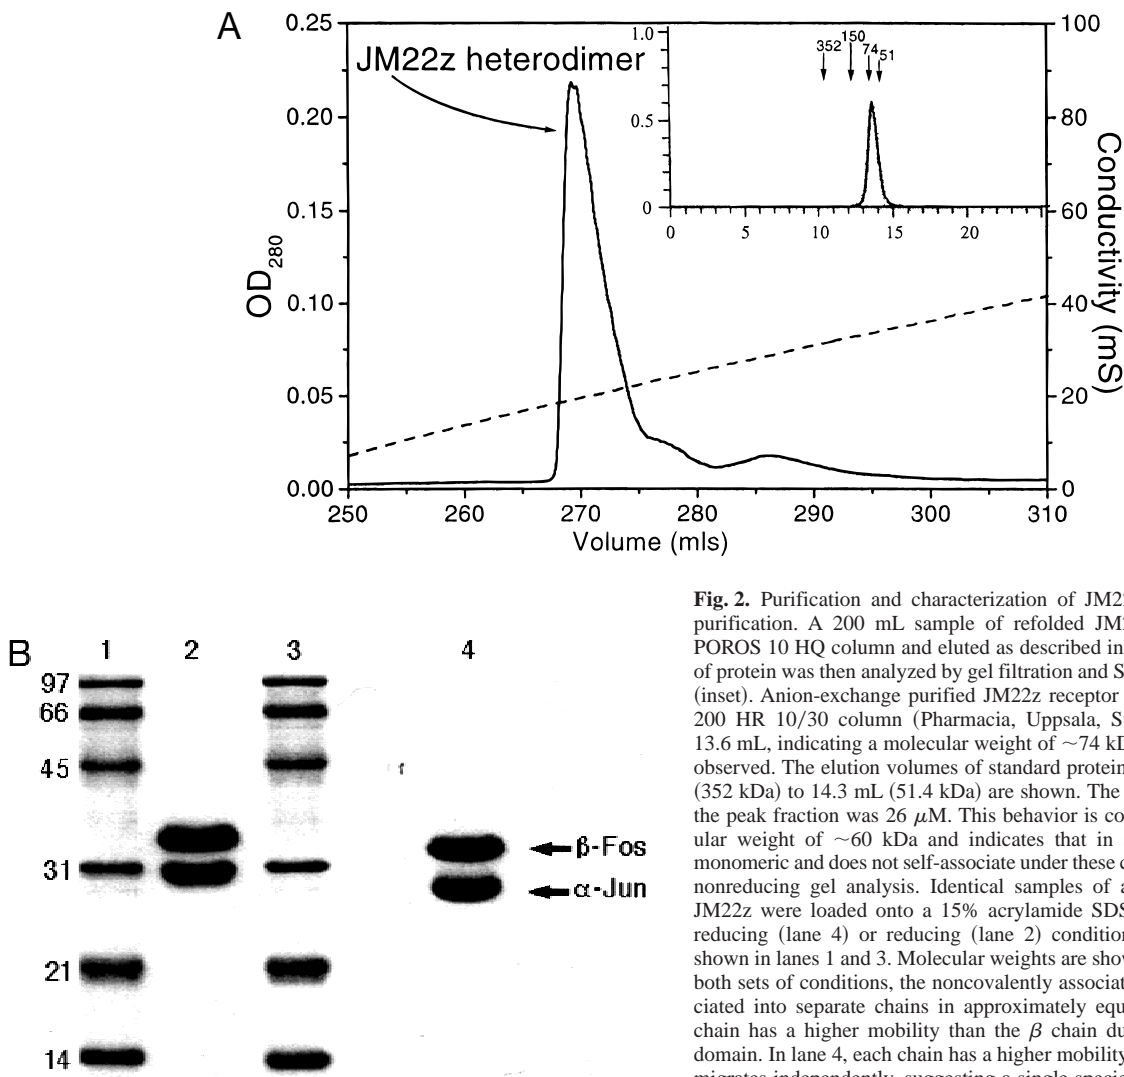 A
0.25
0.20
0.15
0.10
0.05
0.00
OD280
JM22z heterodimer
1.0
0.5
0
352
150
74
51
0
5
10
15
20
100
80
60
40
20
0
Conductivity (mS)
250
260
270
280
290
300
310
Volume (mls)
B
1
2
3
4
97
66
45
31
21
14
β-Fos
α-Jun
Fig. 2. Purification and characterization of JM22
purification. A 200 mL sample of refolded JM2
POROS 10 HQ column and eluted as described in
of protein was then analyzed by gel filtration and S
(inset). Anion-exchange purified JM22z receptor
200 HR 10/30 column (Pharmacia, Uppsala, S
13.6 mL, indicating a molecular weight of ~74 kD
observed. The elution volumes of standard protein
(352 kDa) to 14.3 mL (51.4 kDa) are shown. The
the peak fraction was 26 μM. This behavior is co
ular weight of ~60 kDa and indicates that in
monomeric and does not self-associate under these c
nonreducing gel analysis. Identical samples of a
JM22z were loaded onto a 15% acrylamide SDS
reducing (lane 4) or reducing (lane 2) condition
shown in lanes 1 and 3. Molecular weights are show
both sets of conditions, the noncovalently associat
ciated into separate chains in approximately equ
chain has a higher mobility than the β chain du
domain. In lane 4, each chain has a higher mobility
migrates independently, suggesting a single specie